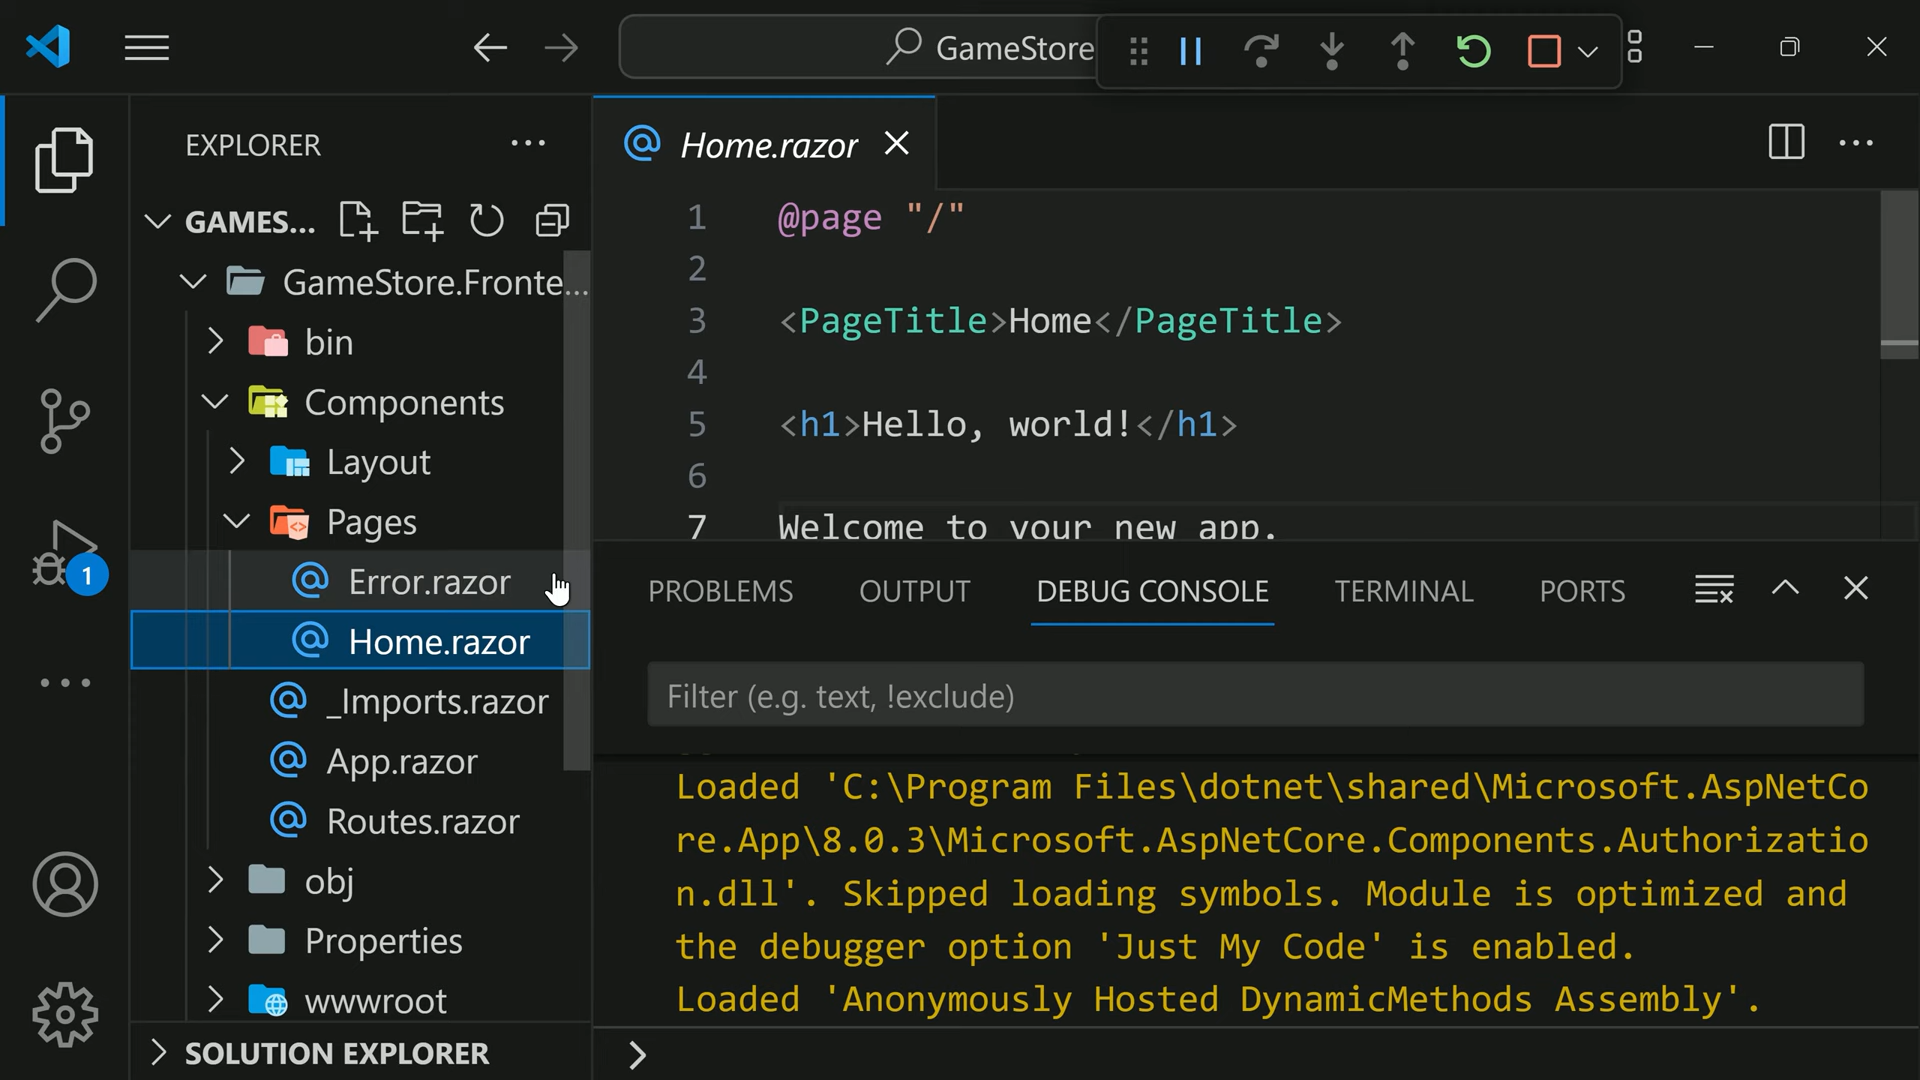 GameStore
EXPLORER
GAMES...
GameStore.Fronte...
bin
Components
Layout
Pages
Error.razor
Home.razor
_Imports.razor
App.razor
Routes.razor
obj
Properties
wwwroot
SOLUTION EXPLORER
1
Home.razor
1 @page "/"
2
3 <PageTitle>Home</PageTitle>
4
5 <h1>Hello, world!</h1>
6
7 Welcome to your new app.
PROBLEMS OUTPUT DEBUG CONSOLE TERMINAL PORTS
Filter (e.g. text, !exclude)
Loaded 'C:\Program Files\dotnet\shared\Microsoft.AspNetCo
re.App\8.0.3\Microsoft.AspNetCore.Components.Authorizatio
n.dll'. Skipped loading symbols. Module is optimized and
the debugger option 'Just My Code' is enabled.
Loaded 'Anonymously Hosted DynamicMethods Assembly'.